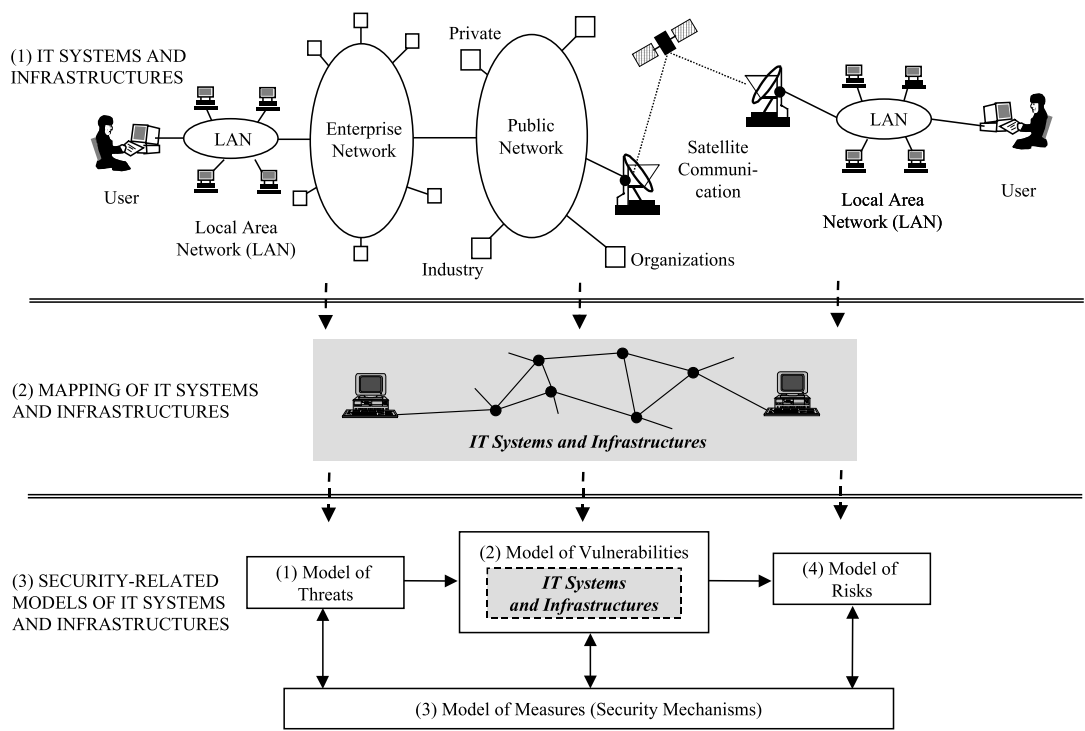 (1) IT SYSTEMS AND
INFRASTRUCTURES
User
LAN
Local Area
Network (LAN)
Enterprise
Network
Private
Public
Network
Industry
Organizations
Satellite
Communi-
cation
LAN
Local Area
Network (LAN)
User
(2) MAPPING OF IT SYSTEMS
AND INFRASTRUCTURES
IT Systems and Infrastructures
(3) SECURITY-RELATED
MODELS OF IT SYSTEMS
AND INFRASTRUCTURES
(1) Model of
Threats
(2) Model of Vulnerabilities
IT Systems
and Infrastructures
(4) Model of
Risks
(3) Model of Measures (Security Mechanisms)